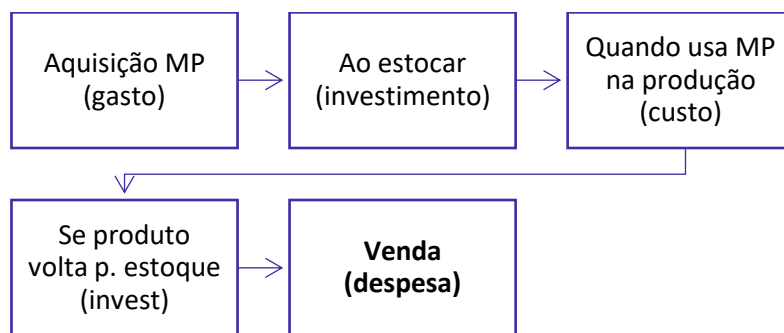 Aquisição MP
(gasto)
Ao estocar
(investimento)
Quando usa MP
na produção
(custo)
Se produto
volta p. estoque
(invest)
Venda
(despesa)